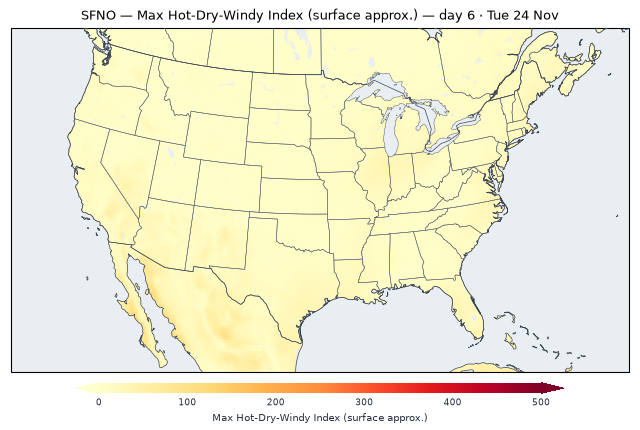 SFNO — Max Hot-Dry-Windy Index (surface approx.) — day 6 · Tue 24 Nov
0 100 200 300 400 500
Max Hot-Dry-Windy Index (surface approx.)